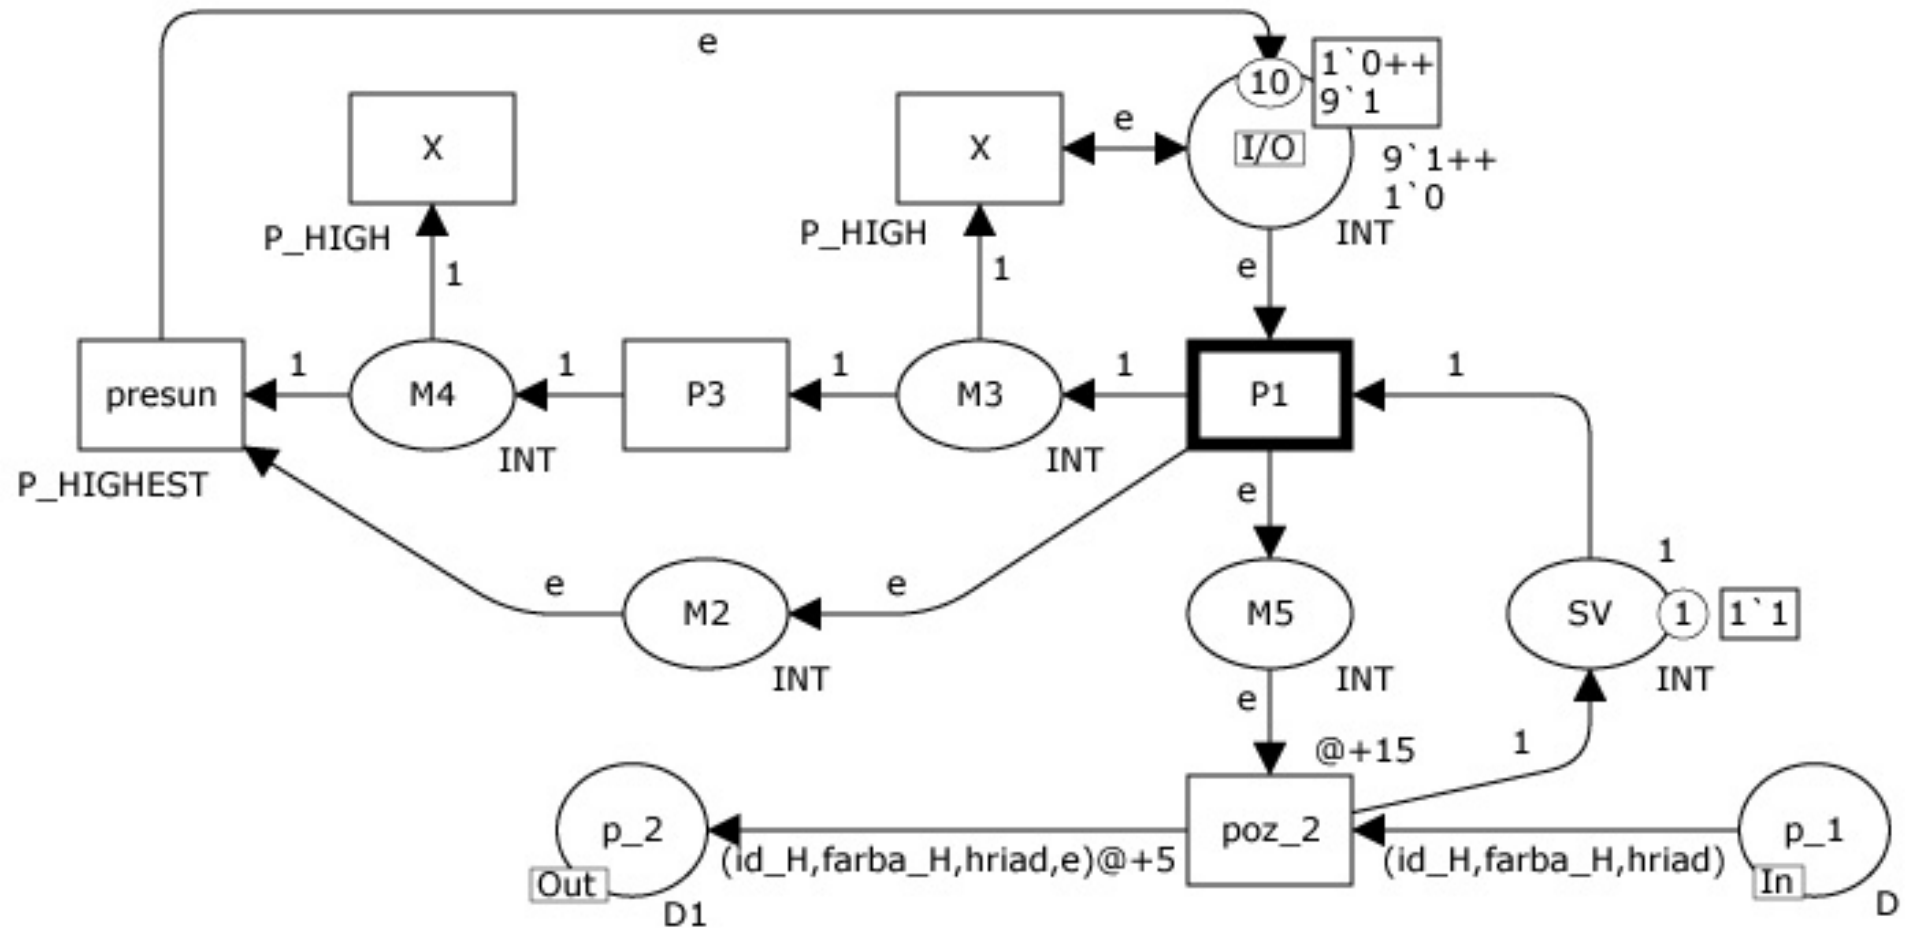 e
10
1`0++
9`1
X
X
e
I/O
9`1++
1`0
P_HIGH
P_HIGH
INT
1
1
e
presun
1
M4
1
P3
1
M3
1
P1
1
P_HIGHEST
INT
INT
e
e
e
1
M2
M5
SV
1
1`1
INT
INT
INT
e
@+15
1
p_2
poz_2
p_1
(id_H,farba_H,hriad,e)@+5
(id_H,farba_H,hriad)
Out
In
D1
D